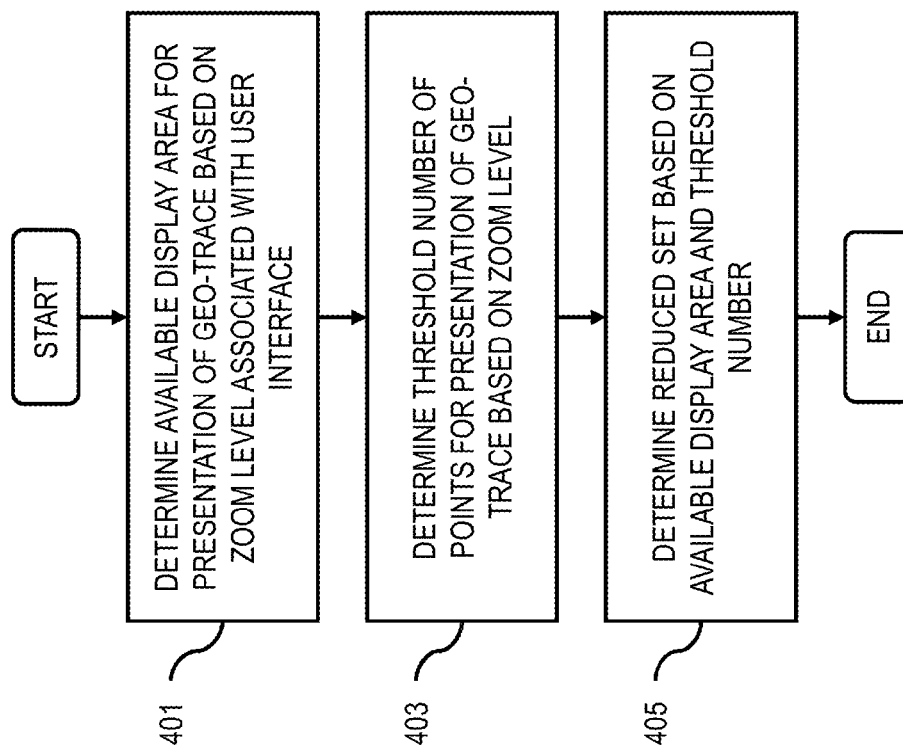 START
401
DETERMINE AVAILABLE DISPLAY AREA FOR
PRESENTATION OF GEO-TRACE BASED ON
ZOOM LEVEL ASSOCIATED WITH USER
INTERFACE
403
DETERMINE THRESHOLD NUMBER OF
POINTS FOR PRESENTATION OF GEO-
TRACE BASED ON ZOOM LEVEL
405
DETERMINE REDUCED SET BASED ON
AVAILABLE DISPLAY AREA AND THRESHOLD
NUMBER
END